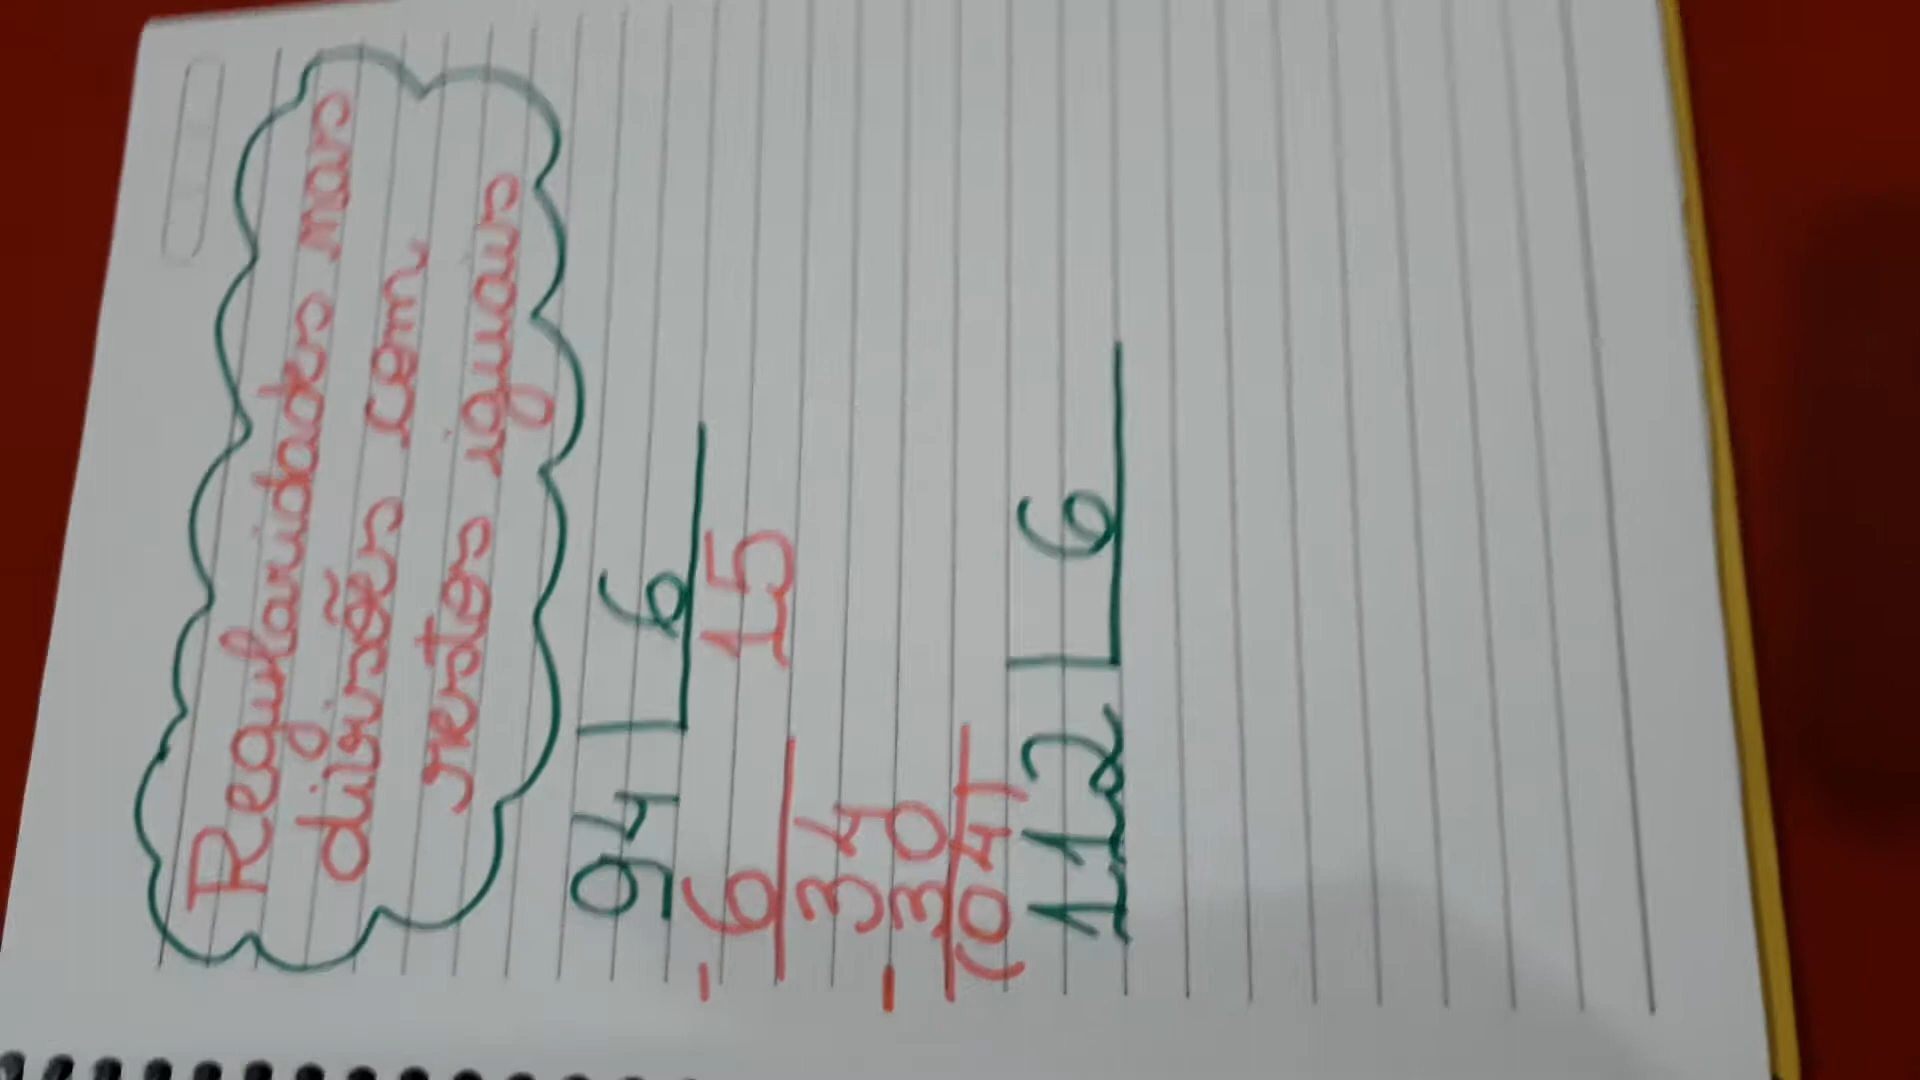 Regularidades nas
divisões com
restos iguais
94 6
- 6 15
34
- 30
(04)
112 6